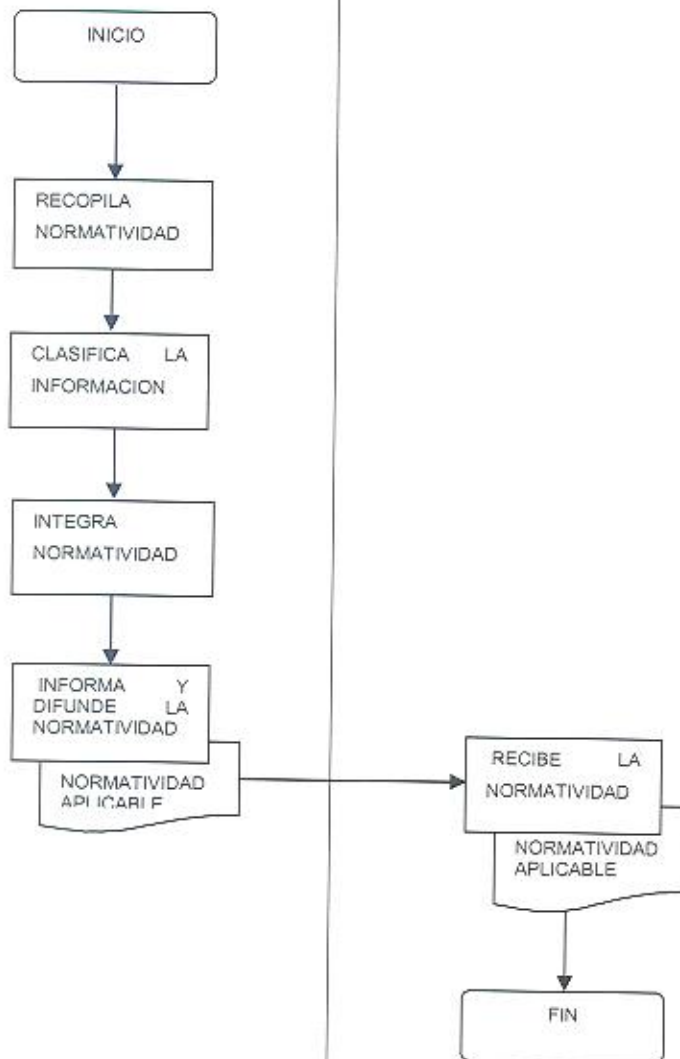 INICIO
RECOPILA
NORMATIVIDAD
CLASIFICA LA
INFORMACION
INTEGRA
NORMATIVIDAD
INFORMA Y
DIFUNDE LA
NORMATIVIDAD
NORMATIVIDAD
APLICABLE
RECIBE LA
NORMATIVIDAD
NORMATIVIDAD
APLICABLE
FIN